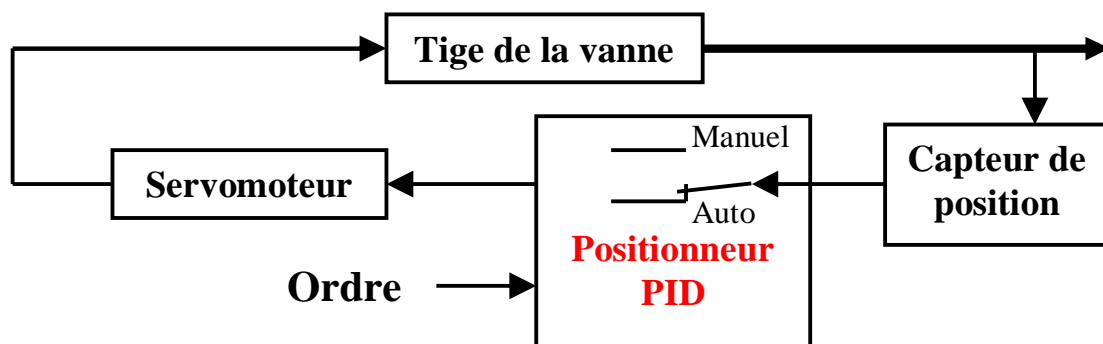 Tige de la vanne
Manuel
Capteur de
position
Servomoteur
Auto
Positionneur
PID
Ordre